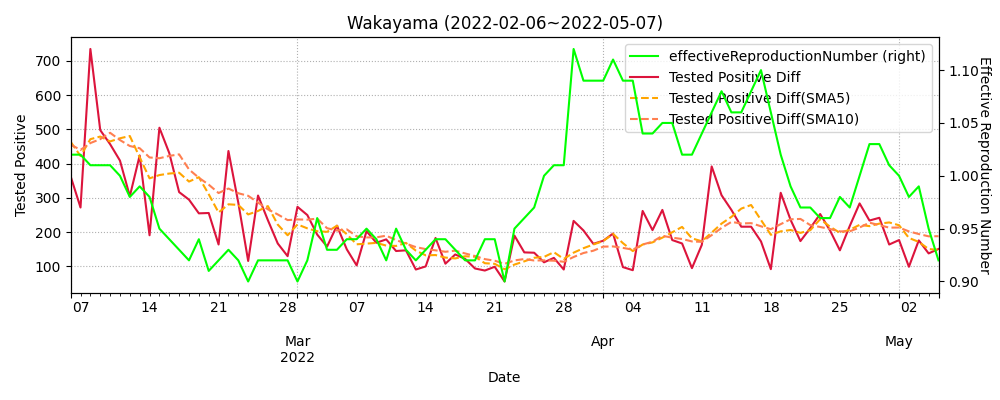 Wakayama (2022-02-06~2022-05-07)
effectiveReproductionNumber (right)
Tested Positive Diff
Tested Positive Diff(SMA5)
Tested Positive Diff(SMA10)
Tested Positive
700
600
500
400
300
200
100
Effective Reproduction Number
1.10
1.05
1.00
0.95
0.90
07 14 21 28 07 14 21 28 04 11 18 25 02
Mar Apr May
2022
Date